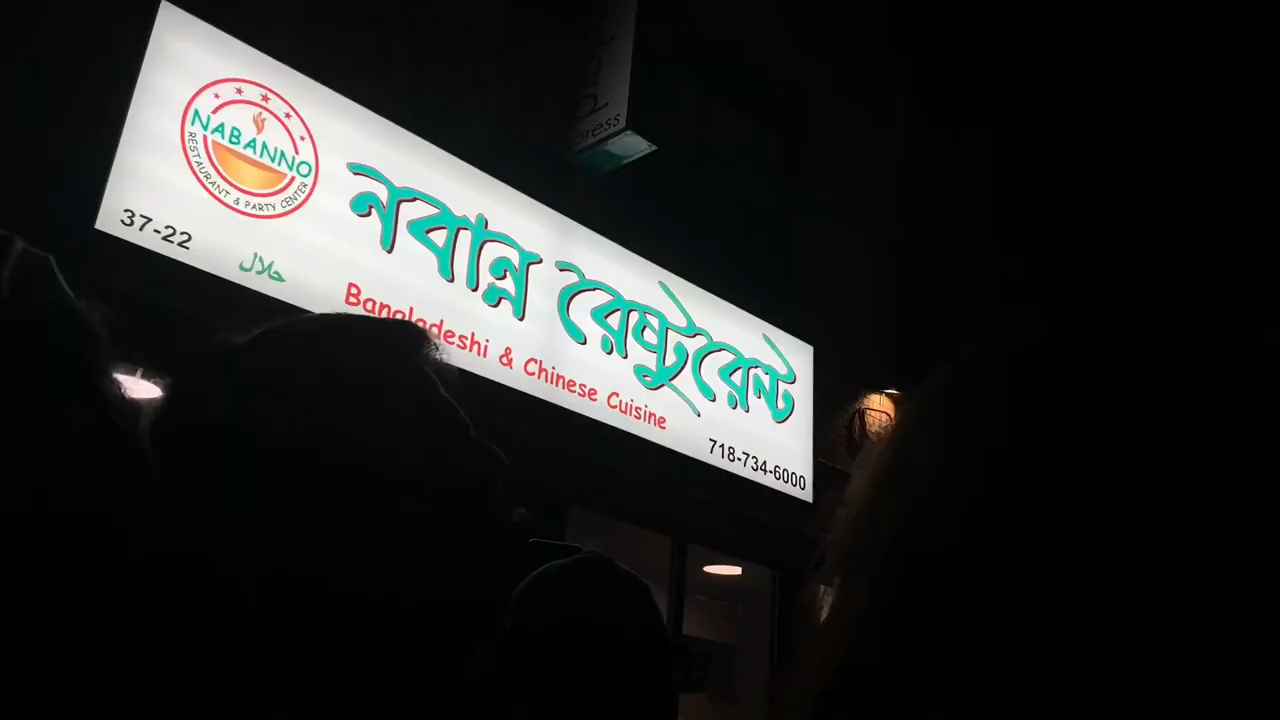 NABANNO
RESTAURANT & PARTY CENTER
37-22
حلال
নবান্ন রেষ্টুরেন্ট
Bangladeshi & Chinese Cuisine
718-734-6000